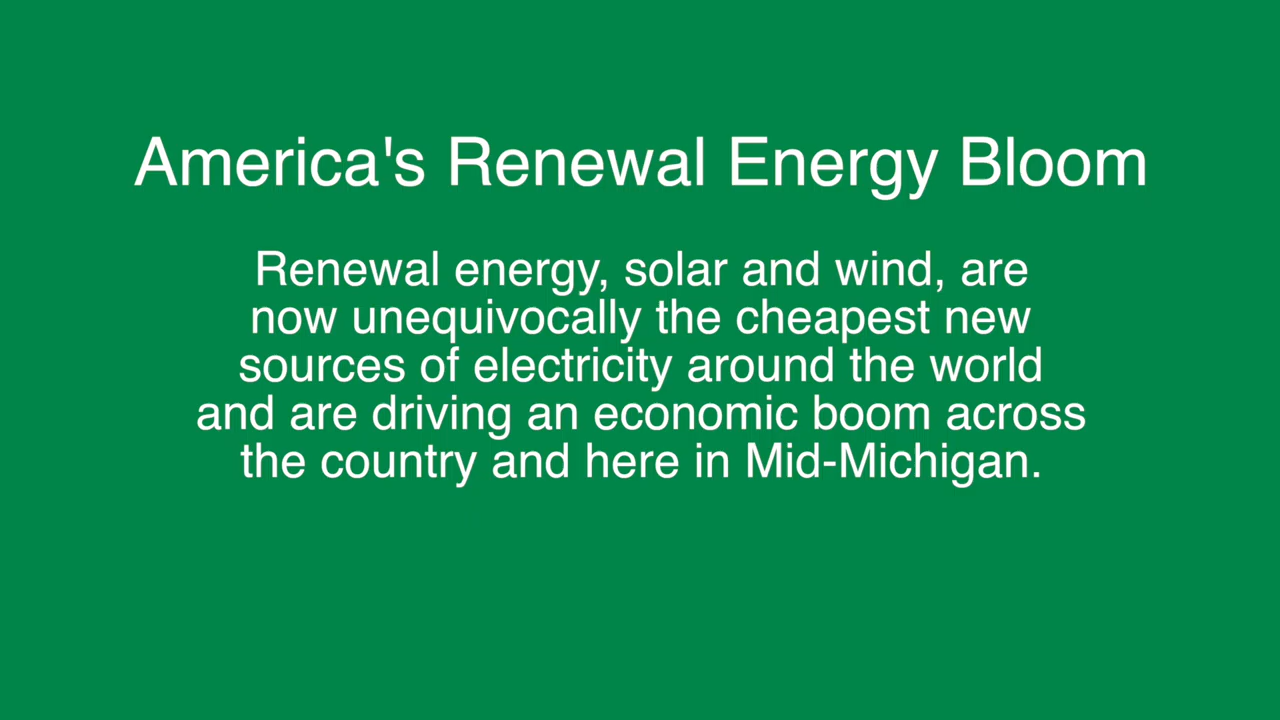 America's Renewal Energy Bloom
Renewal energy, solar and wind, are
now unequivocally the cheapest new
sources of electricity around the world
and are driving an economic boom across
the country and here in Mid-Michigan.